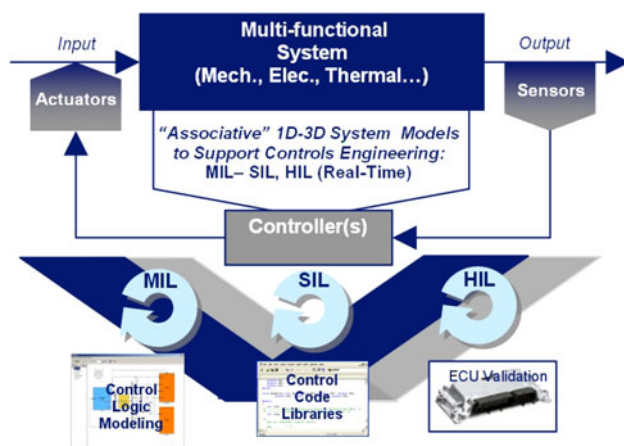 Input
Multi-functional
System
(Mech., Elec., Thermal...)
Output
Actuators
Sensors
“Associative” 1D-3D System Models
to Support Controls Engineering:
MIL– SIL, HIL (Real-Time)
Controller(s)
MIL
SIL
HIL
Control
Logic
Modeling
Control
Code
Libraries
ECU Validation